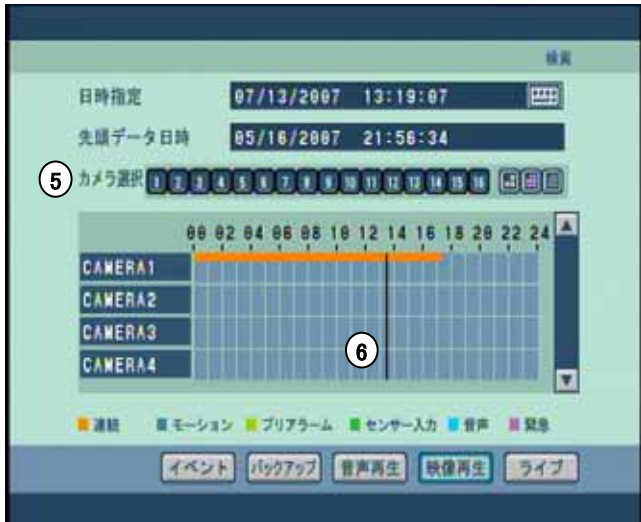 検索
日時指定 07/13/2007 13:19:07
先頭データ日時 05/16/2007 21:56:34
5 カメラ選択 1 2 3 4 5 6 7 8 9 10 11 12 13 14 15 16
00 02 04 06 08 10 12 14 16 18 20 22 24
CAMERA1
CAMERA2
CAMERA3
6
CAMERA4
連続 モーション プリアラーム センサー入力 音声 緊急
イベント バックアップ 音声再生 映像再生 ライブ